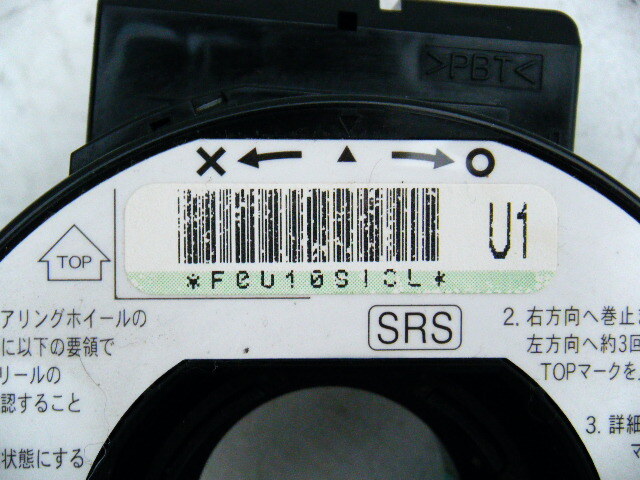 >PBT<
× ← ▲ → ○
V1
TOP
SRS
アリングホイールの
に以下の要領で
リールの
認すること
状態にする
2. 右方向へ巻止
左方向へ約3回
TOPマークを
3. 詳細